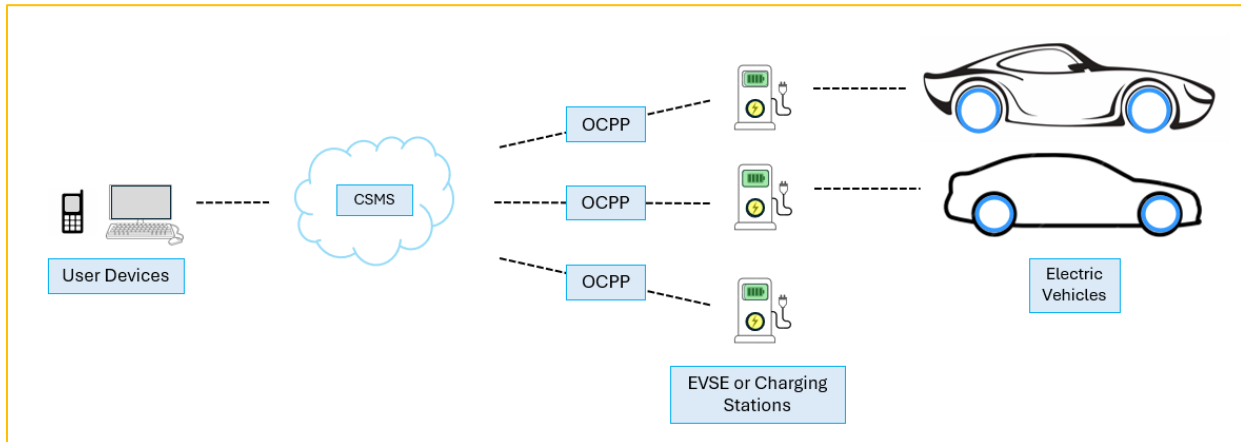 OCPP
CSMS
OCPP
User Devices
OCPP
Electric
Vehicles
EVSE or Charging
Stations